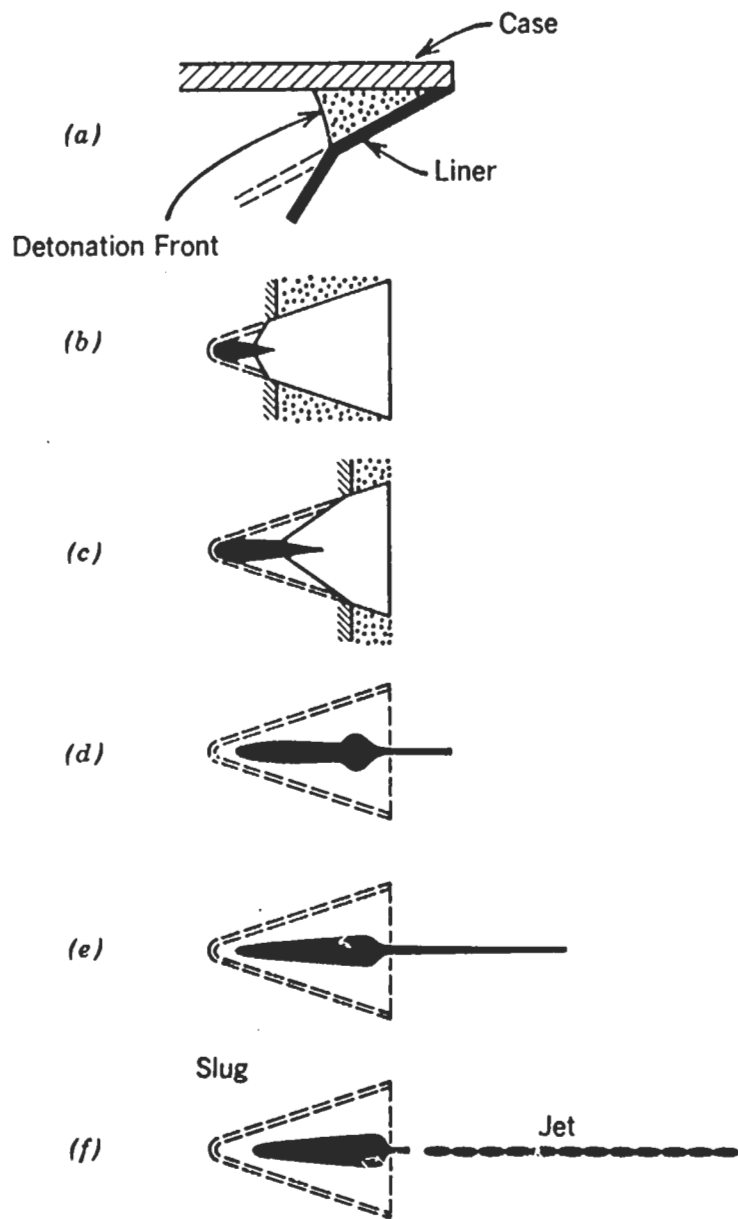 Case
(a)
Liner
Detonation Front
(b)
(c)
(d)
(e)
Slug
Jet
(f)